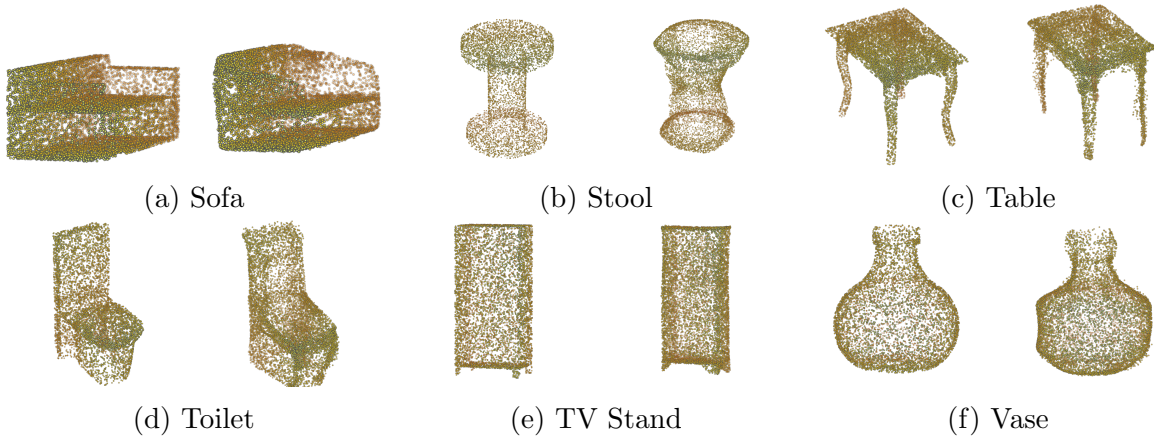 (a) Sofa
(b) Stool
(c) Table
(d) Toilet
(e) TV Stand
(f) Vase